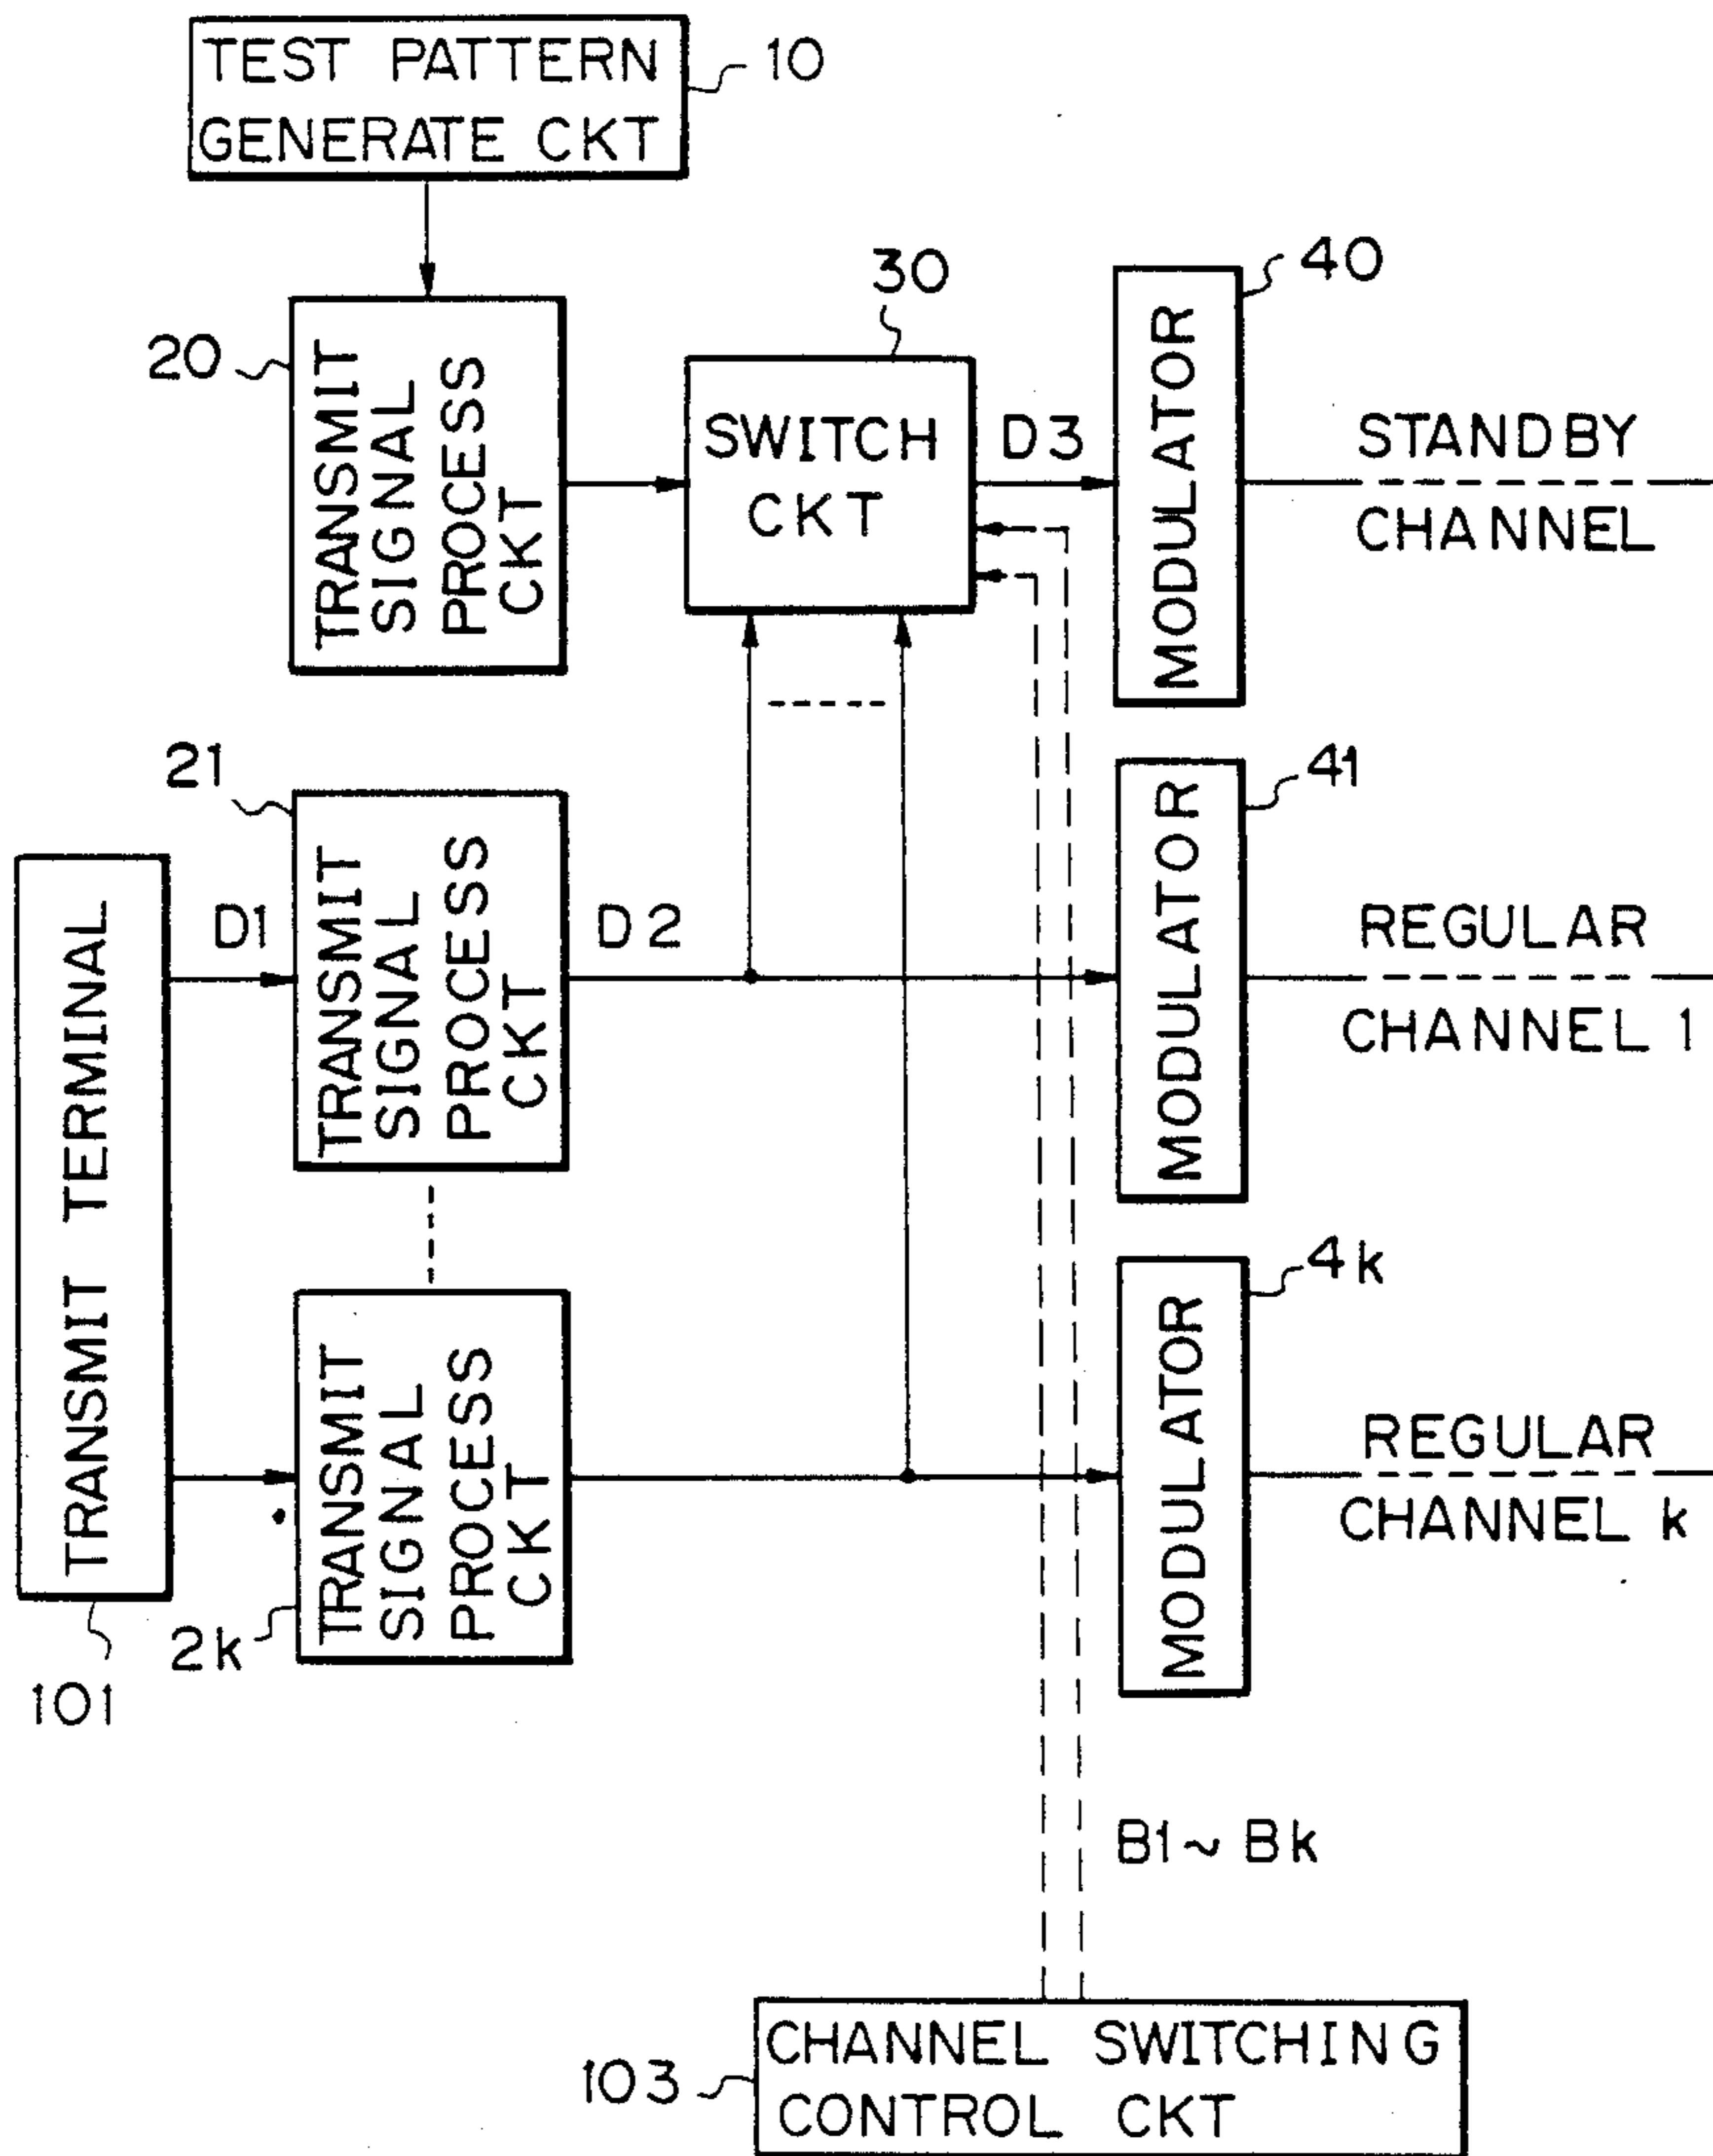 TEST PATTERN
GENERATE CKT
10
20
TRANSMIT
SIGNAL
PROCESS
CKT
30
SWITCH
CKT
D3
40
MODULATOR
STANDBY
CHANNEL
21
TRANSMIT
SIGNAL
PROCESS
CKT
D1
D2
41
MODULATOR
REGULAR
CHANNEL 1
TRANSMIT TERMINAL
101
2k
TRANSMIT
SIGNAL
PROCESS
CKT
4k
MODULATOR
REGULAR
CHANNEL k
B1~Bk
103
CHANNEL SWITCHING
CONTROL CKT